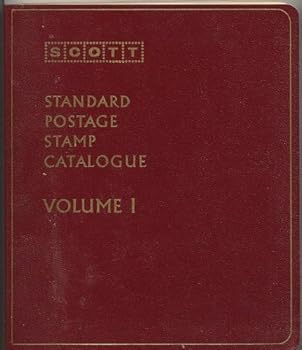 SCOTT
STANDARD
POSTAGE
STAMP
CATALOGUE
VOLUME I